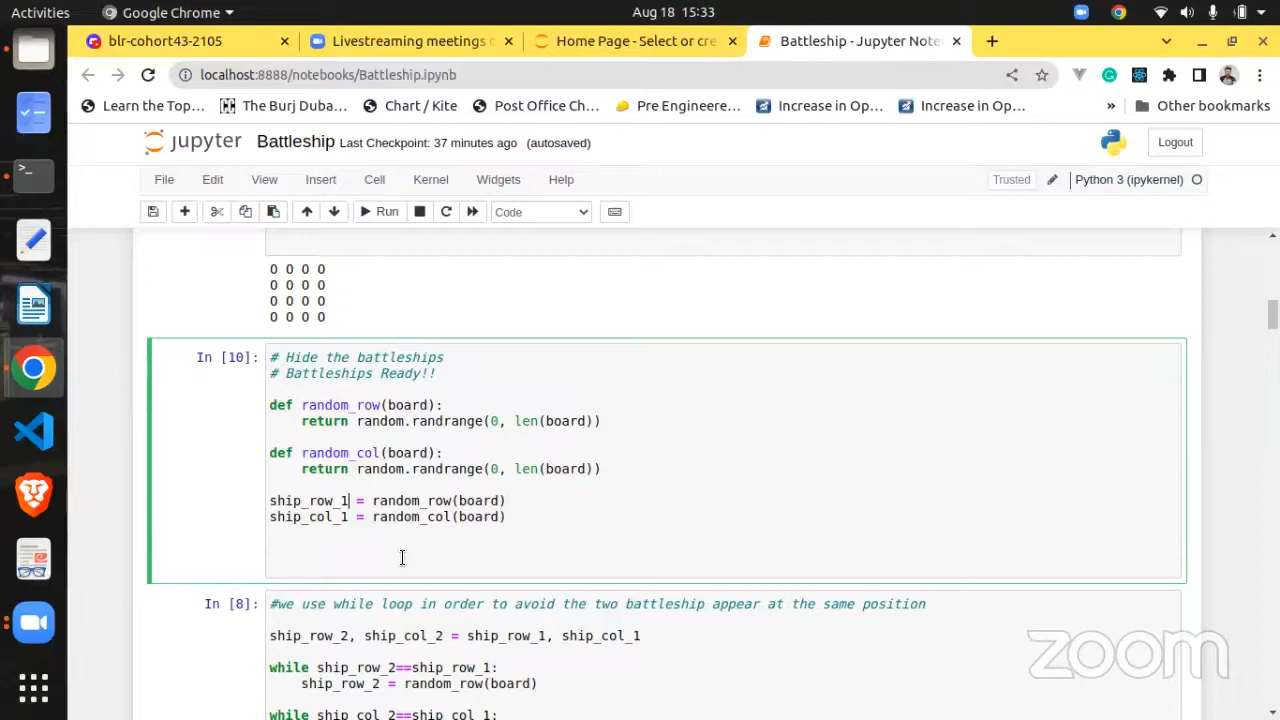 Activities Google Chrome Aug 18 15:33
blr-cohort43-2105 Livestreaming meetings o Home Page - Select or cre Battleship - Jupyter Note
localhost:8888/notebooks/Battleship.ipynb
Learn the Top... The Burj Duba... Chart / Kite Post Office Ch... Pre Engineere... Increase in Op... Increase in Op... » Other bookmarks
jupyter Battleship Last Checkpoint: 37 minutes ago (autosaved) Logout
File Edit View Insert Cell Kernel Widgets Help Trusted Python 3 (ipykernel)
Run Code
0 0 0 0
0 0 0 0
0 0 0 0
0 0 0 0
In [10]: # Hide the battleships
# Battleships Ready!!
def random_row(board):
return random.randrange(0, len(board))
def random_col(board):
return random.randrange(0, len(board))
ship_row_1 = random_row(board)
ship_col_1 = random_col(board)
In [8]: #we use while loop in order to avoid the two battleship appear at the same position
ship_row_2, ship_col_2 = ship_row_1, ship_col_1
while ship_row_2==ship_row_1:
ship_row_2 = random_row(board)
while ship_col_2==ship_col_1:
zoom